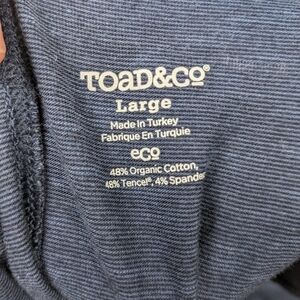 TOAD&CO®
Large
Made in Turkey
Fabrique En Turquie
eco
48% Organic Cotton,
48% Tencel®, 4% Spandex